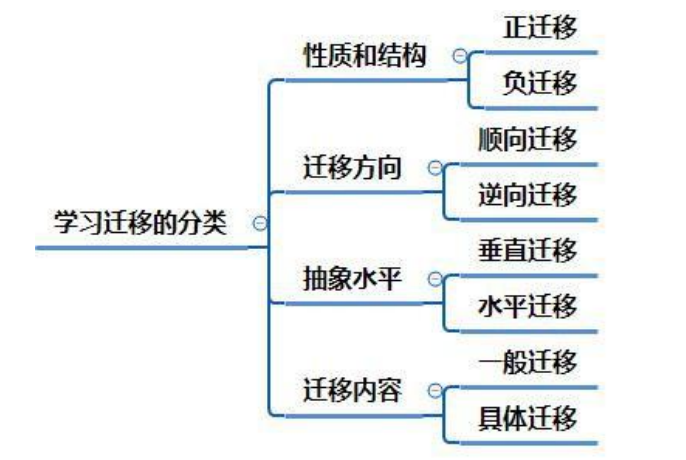 学习迁移的分类
性质和结构
正迁移
负迁移
迁移方向
顺向迁移
逆向迁移
抽象水平
垂直迁移
水平迁移
迁移内容
一般迁移
具体迁移